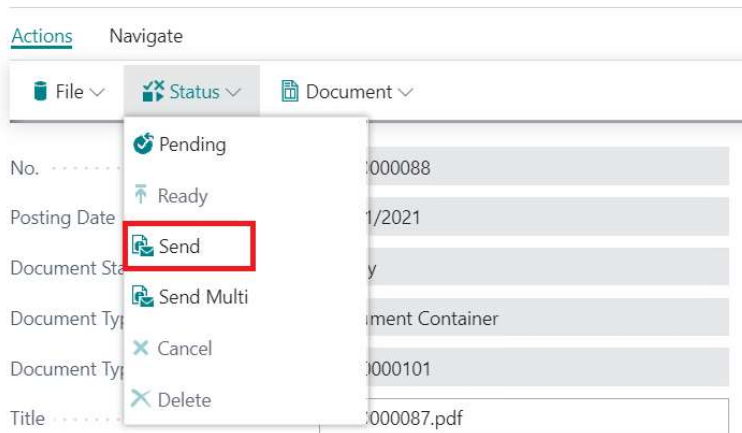 Actions Navigate
File Status Document
Pending
No. 000088
Ready
Posting Date 1/2021
Send
Document Sta y
Send Multi
Document Typ ment Container
Cancel
Document Typ 0000101
Delete
Title 000087.pdf